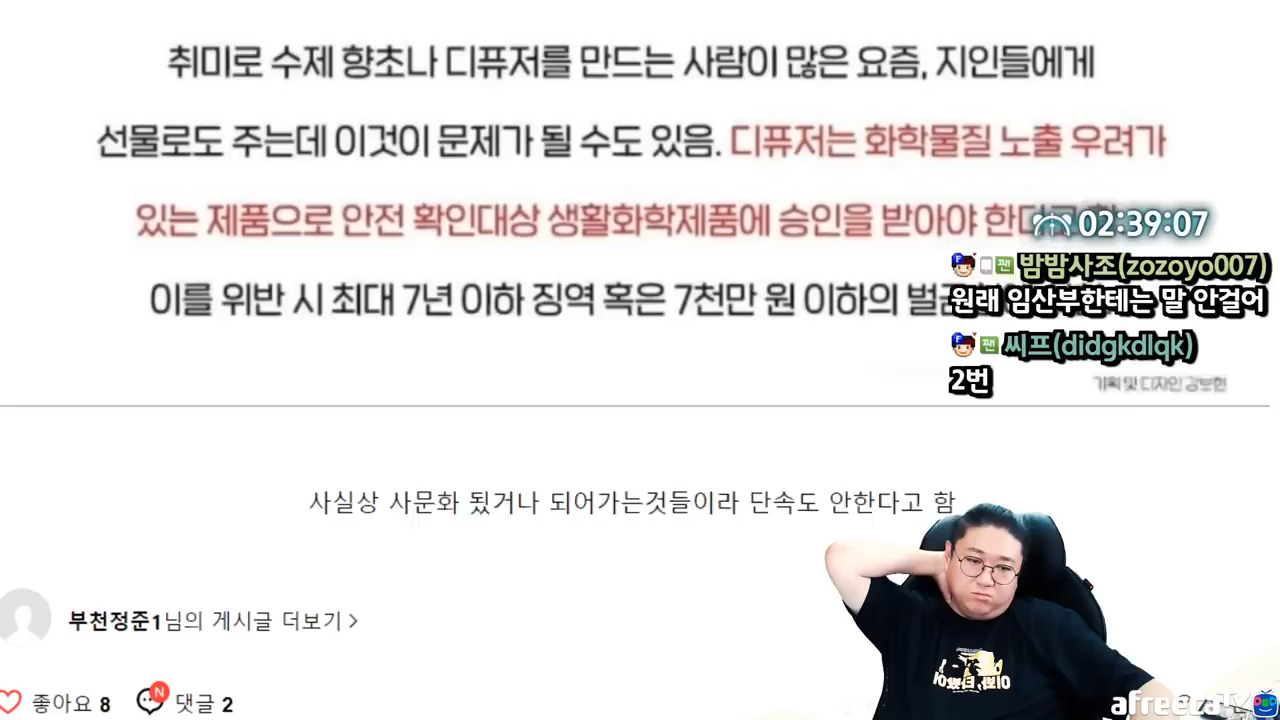 취미로 수제 향초나 디퓨저를 만드는 사람이 많은 요즘, 지인들에게
선물로도 주는데 이것이 문제가 될 수도 있음. 디퓨저는 화학물질 노출 우려가
있는 제품으로 안전 확인대상 생활화학제품에 승인을 받아야
02:39:07
밤밤사조(zozoyo007)
이를 위반 시 최대 7년 이하 징역 혹은 7천만 원 이하의
원래 임산부한테는 말 안걸어
씨프(didgkdlqk)
2번
기획 및 디자인 강보현
사실상 사문화 됬거나 되어가는것들이라 단속도 안한다고 함
부천정준1님의 게시글 더보기 >
좋아요 8 N 댓글 2
afreecaTV